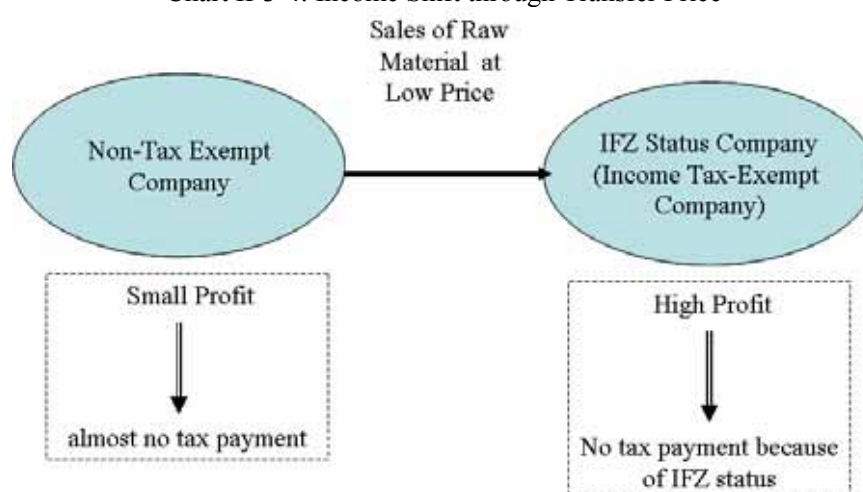 Sales of Raw
Material at
Low Price
Non-Tax Exempt
Company
IFZ Status Company
(Income Tax-Exempt
Company)
Small Profit
almost no tax payment
High Profit
No tax payment because
of IFZ status